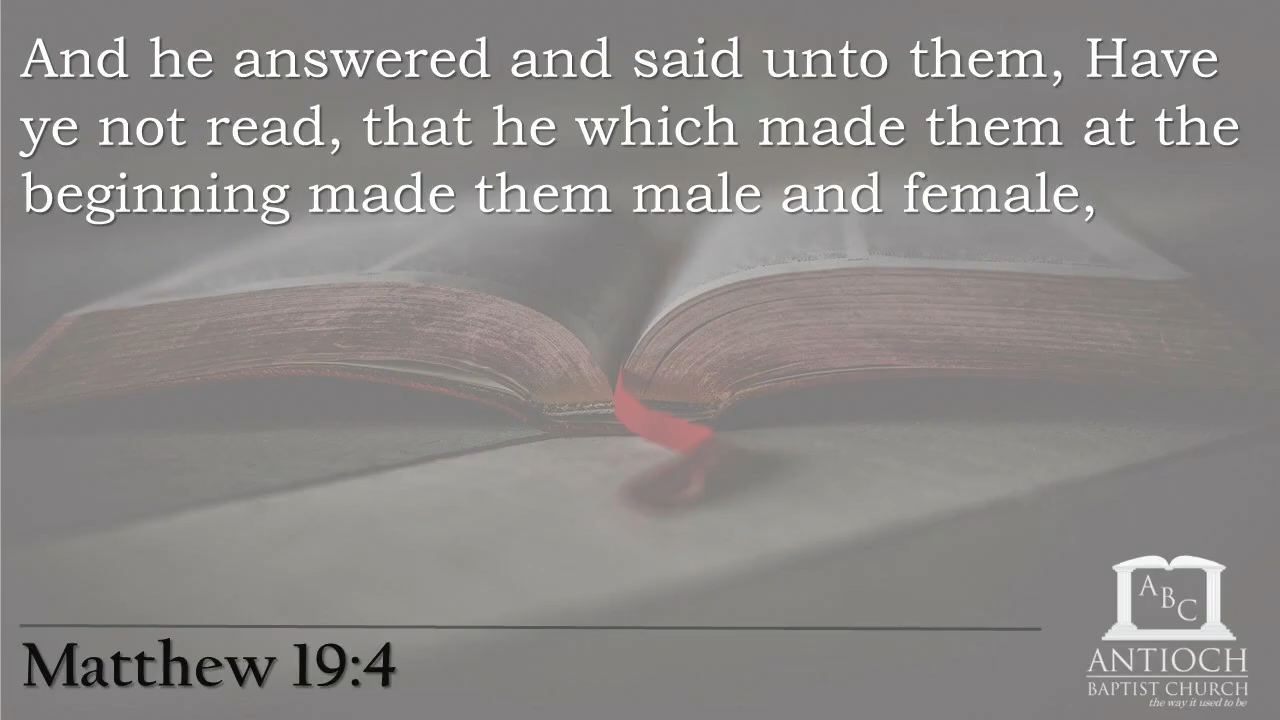 And he answered and said unto them, Have
ye not read, that he which made them at the
beginning made them male and female,
Matthew 19:4
A B C
ANTIOCH
BAPTIST CHURCH
the way it used to be